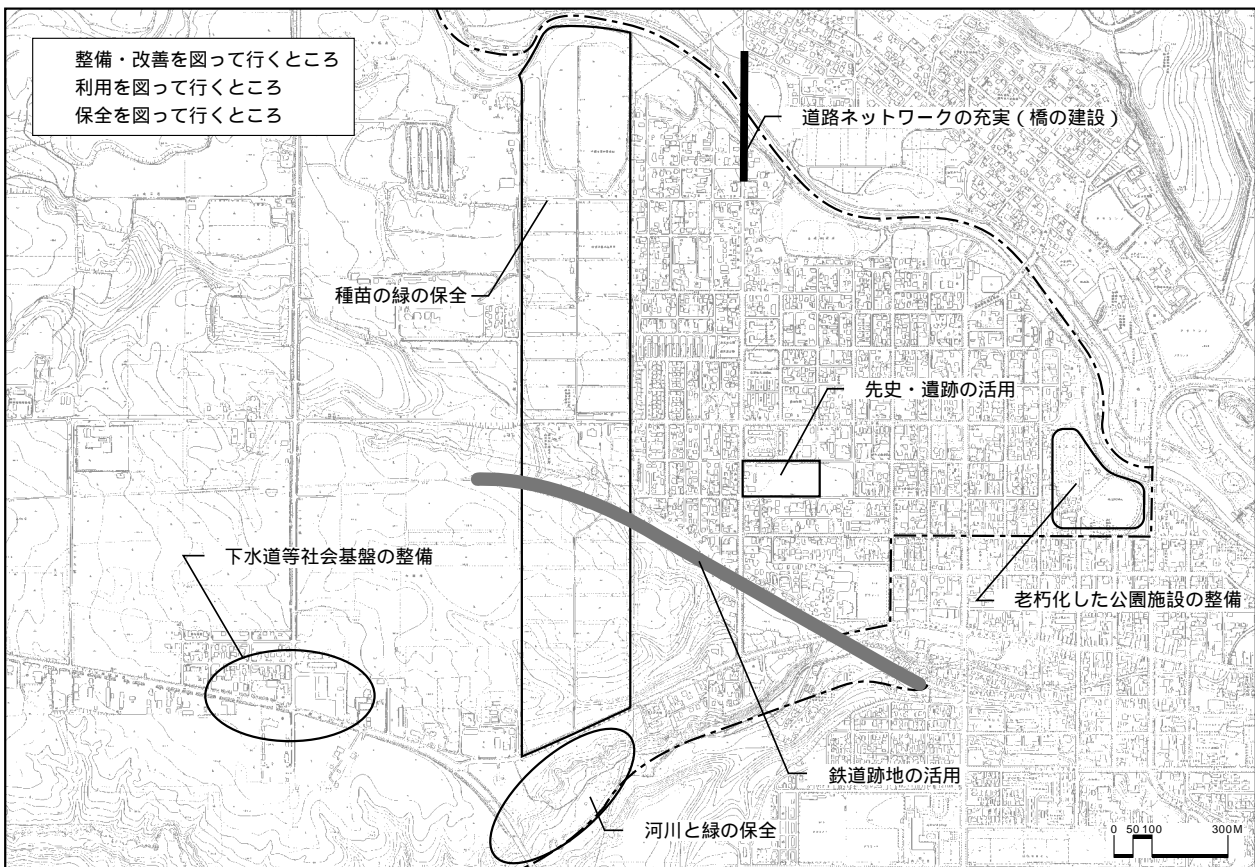 整備・改善を図って行くところ
利用を図って行くところ
保全を図って行くところ
道路ネットワークの充実(橋の建設)
種苗の緑の保全
先史・遺跡の活用
下水道等社会基盤の整備
老朽化した公園施設の整備
鉄道跡地の活用
河川と緑の保全
0 50 100 300M